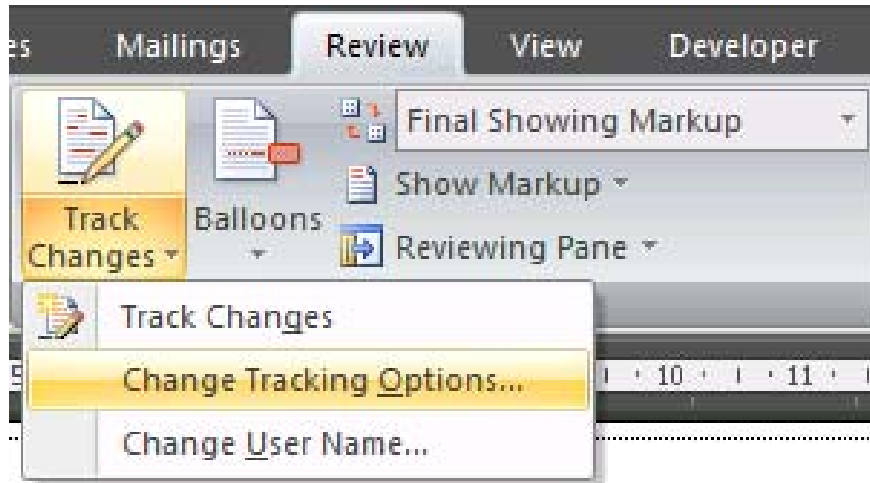 es Mailings Review View Developer
Final Showing Markup
Show Markup
Track Changes
Balloons
Reviewing Pane
Track Changes
Change Tracking Options...
10 11
Change User Name...